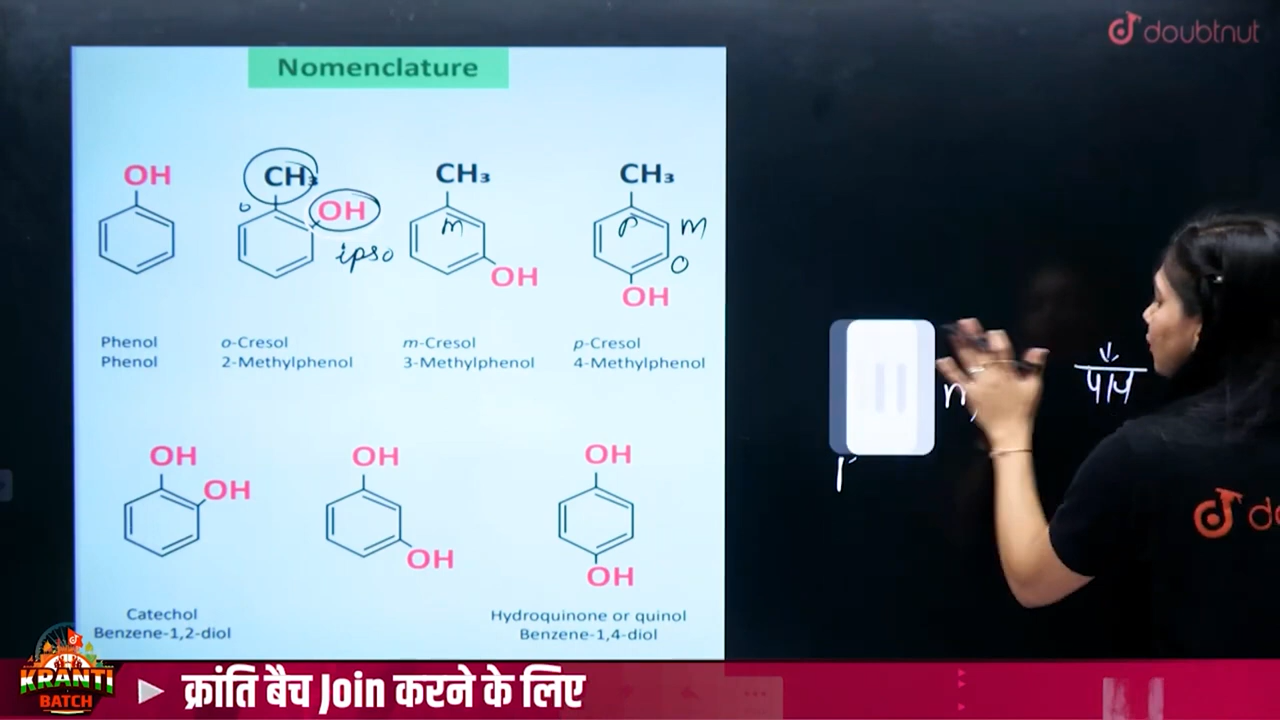 doubtnut
Nomenclature
OH
CH₃
OH
o
ipso
CH₃
m
OH
CH₃
p
m
o
OH
Phenol
Phenol
o-Cresol
2-Methylphenol
m-Cresol
3-Methylphenol
p-Cresol
4-Methylphenol
OH
OH
OH
OH
OH
OH
Catechol
Benzene-1,2-diol
Hydroquinone or quinol
Benzene-1,4-diol
KRANTI
BATCH
क्रांति बैच Join करने के लिए